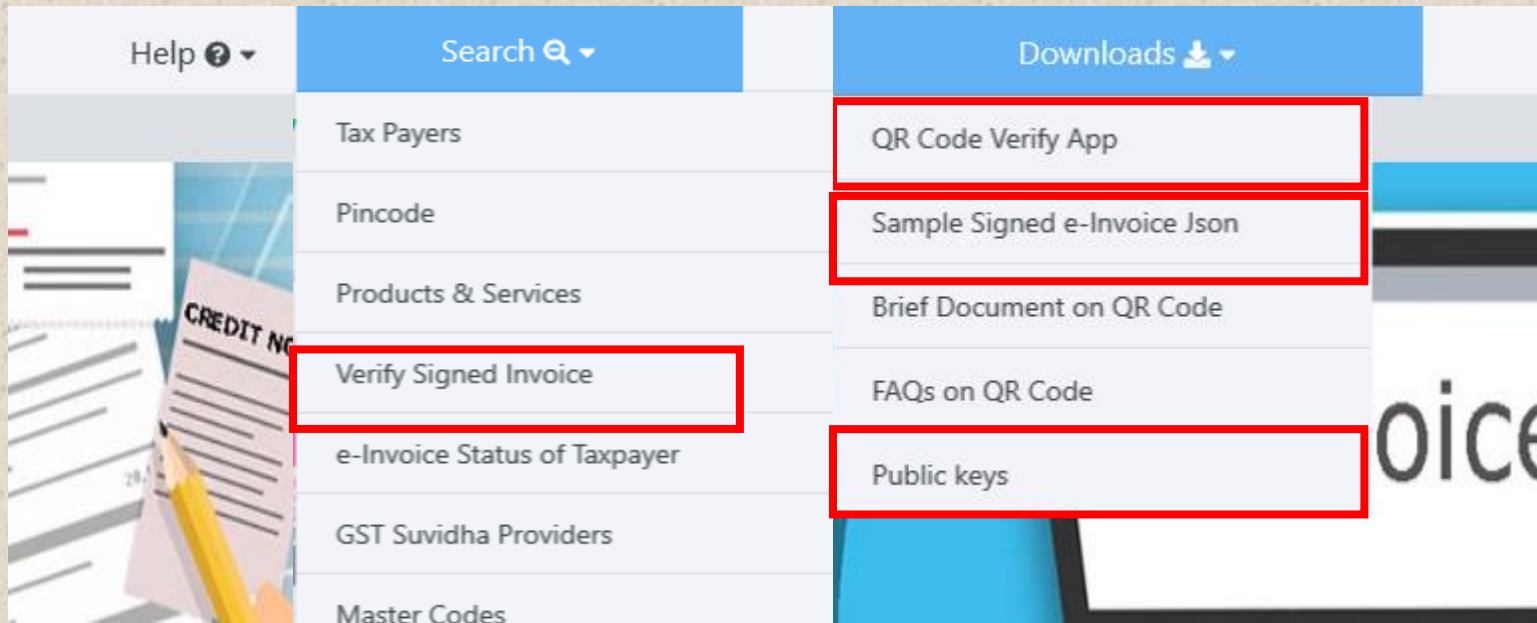 Help
Search
Tax Payers
Pincode
Products & Services
Verify Signed Invoice
e-Invoice Status of Taxpayer
GST Suvidha Providers
Master Codes
CREDIT NO
Downloads
QR Code Verify App
Sample Signed e-Invoice Json
Brief Document on QR Code
FAQs on QR Code
Public keys
oice